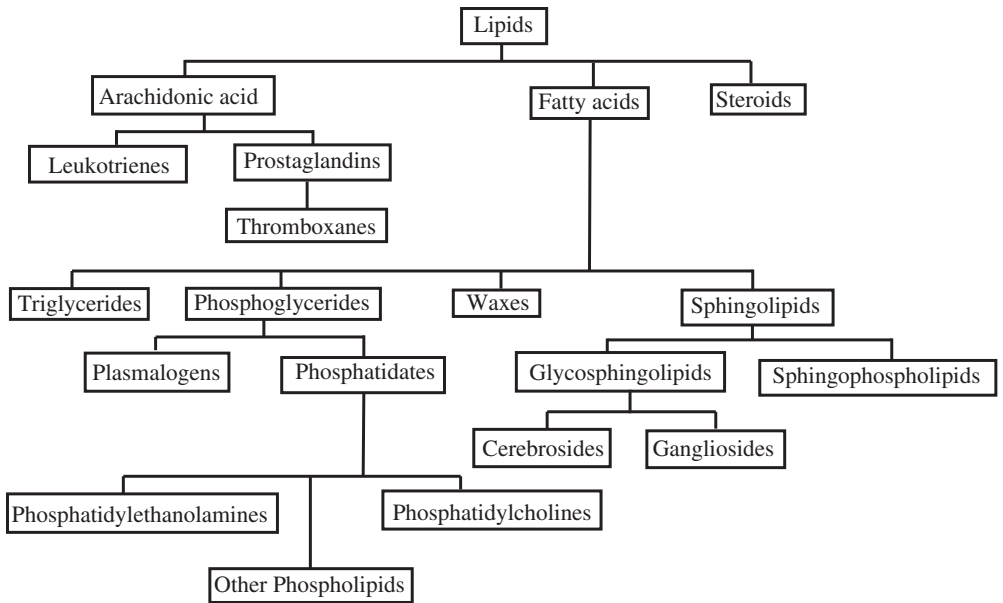 Lipids
Arachidonic acid
Fatty acids
Steroids
Leukotrienes
Prostaglandins
Thromboxanes
Triglycerides
Phosphoglycerides
Waxes
Sphingolipids
Plasmalogens
Phosphatidates
Glycosphingolipids
Sphingophospholipids
Cerebrosides
Gangliosides
Phosphatidylethanolamines
Phosphatidylcholines
Other Phospholipids